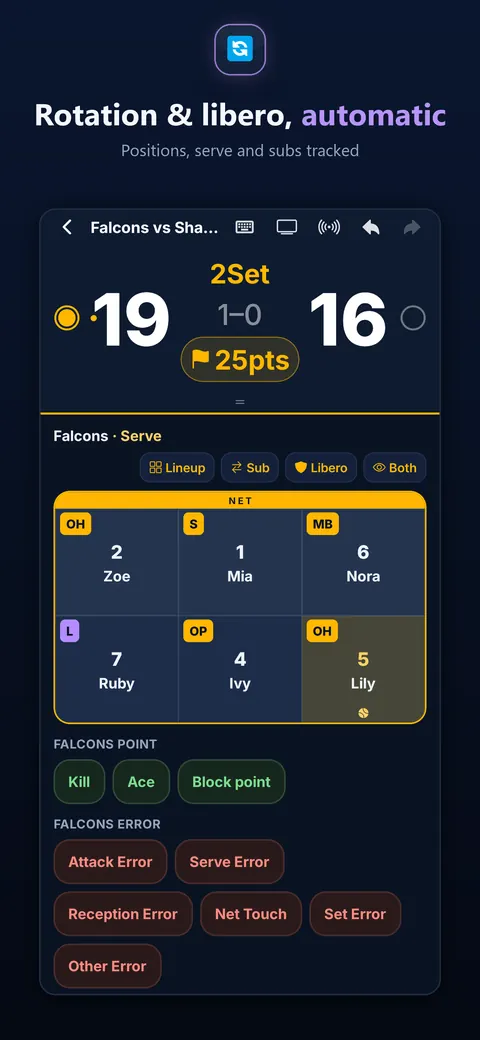 Rotation & libero, automatic
Positions, serve and subs tracked
Falcons vs Sha...
2Set
19
1–0
16
25pts
Falcons · Serve
Lineup
Sub
Libero
Both
NET
OH
S
MB
2
1
6
Zoe
Mia
Nora
L
OP
OH
7
4
5
Ruby
Ivy
Lily
FALCONS POINT
Kill
Ace
Block point
FALCONS ERROR
Attack Error
Serve Error
Reception Error
Net Touch
Set Error
Other Error